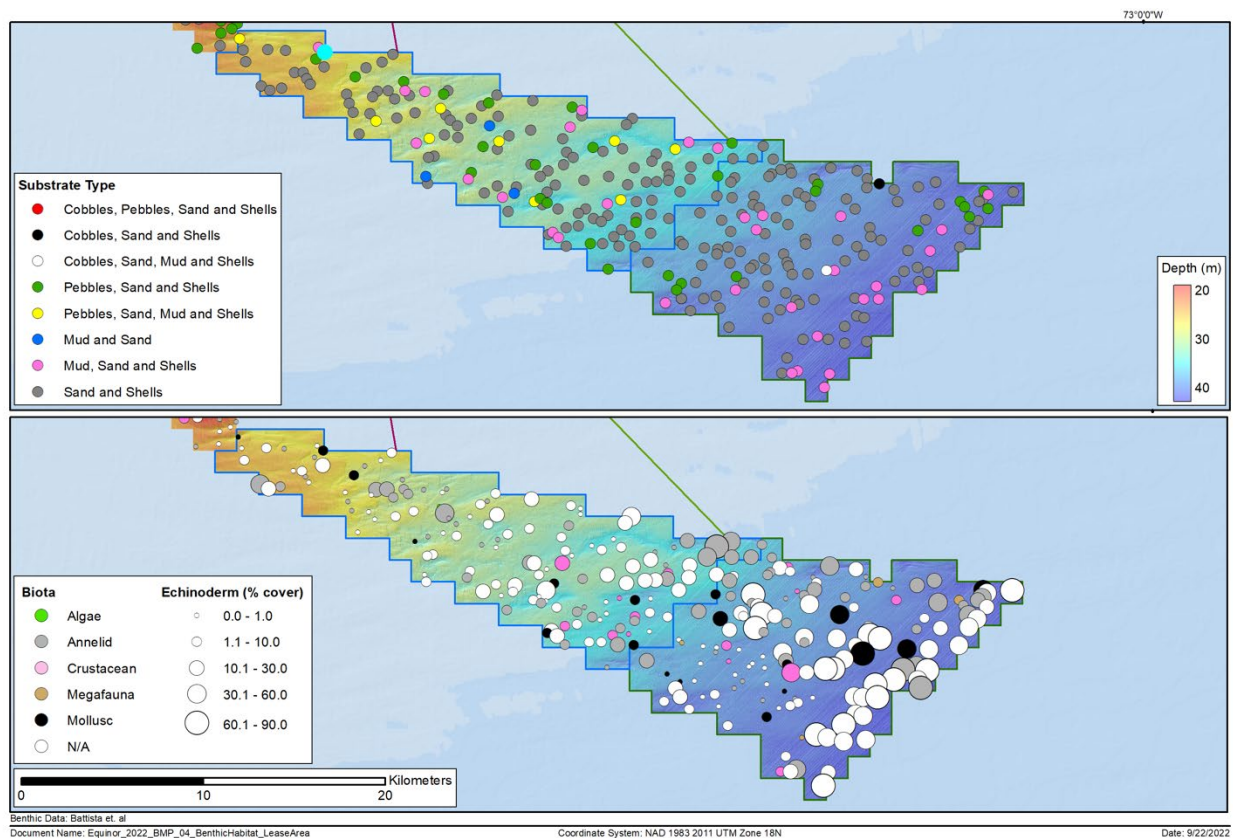 73°0'0"W
Substrate Type
Cobbles, Pebbles, Sand and Shells
Cobbles, Sand and Shells
Cobbles, Sand, Mud and Shells
Pebbles, Sand and Shells
Pebbles, Sand, Mud and Shells
Mud and Sand
Mud, Sand and Shells
Sand and Shells
Depth (m)
20
30
40
Biota Echinoderm (% cover)
Algae 0.0 - 1.0
Annelid 1.1 - 10.0
Crustacean 10.1 - 30.0
Megafauna 30.1 - 60.0
Mollusc 60.1 - 90.0
N/A
Kilometers
0 10 20
Benthic Data: Battista et. al
Document Name: Equinor_2022_BMP_04_BenthicHabitat_LeaseArea Coordinate System: NAD 1983 2011 UTM Zone 18N Date: 9/22/2022